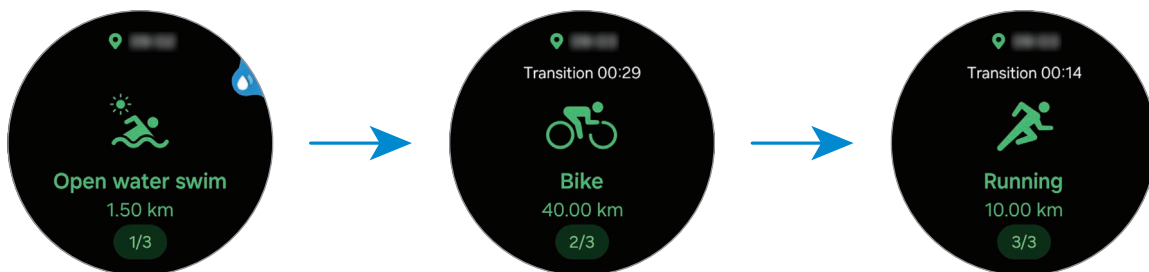 Open water swim
1.50 km
1/3
Transition 00:29
Bike
40.00 km
2/3
Transition 00:14
Running
10.00 km
3/3